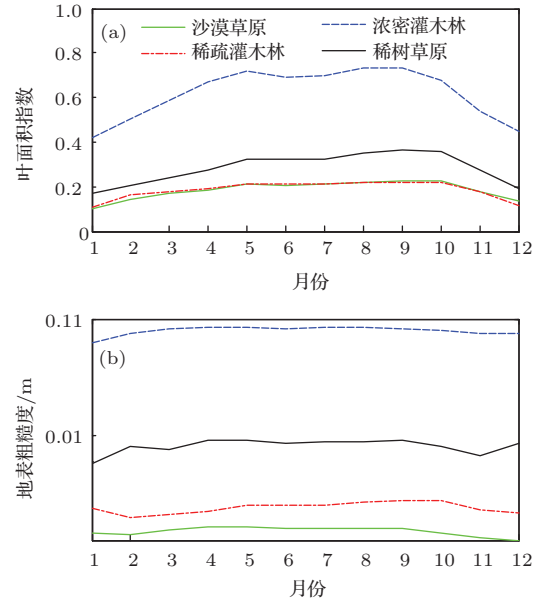 1.0
(a)
沙漠草原
浓密灌木林
稀疏灌木林
稀树草原
0.8
0.6
0.4
0.2
0
叶面积指数
1 2 3 4 5 6 7 8 9 10 11 12
月份
0.11
(b)
0.01
地表粗糙度/m
1 2 3 4 5 6 7 8 9 10 11 12
月份